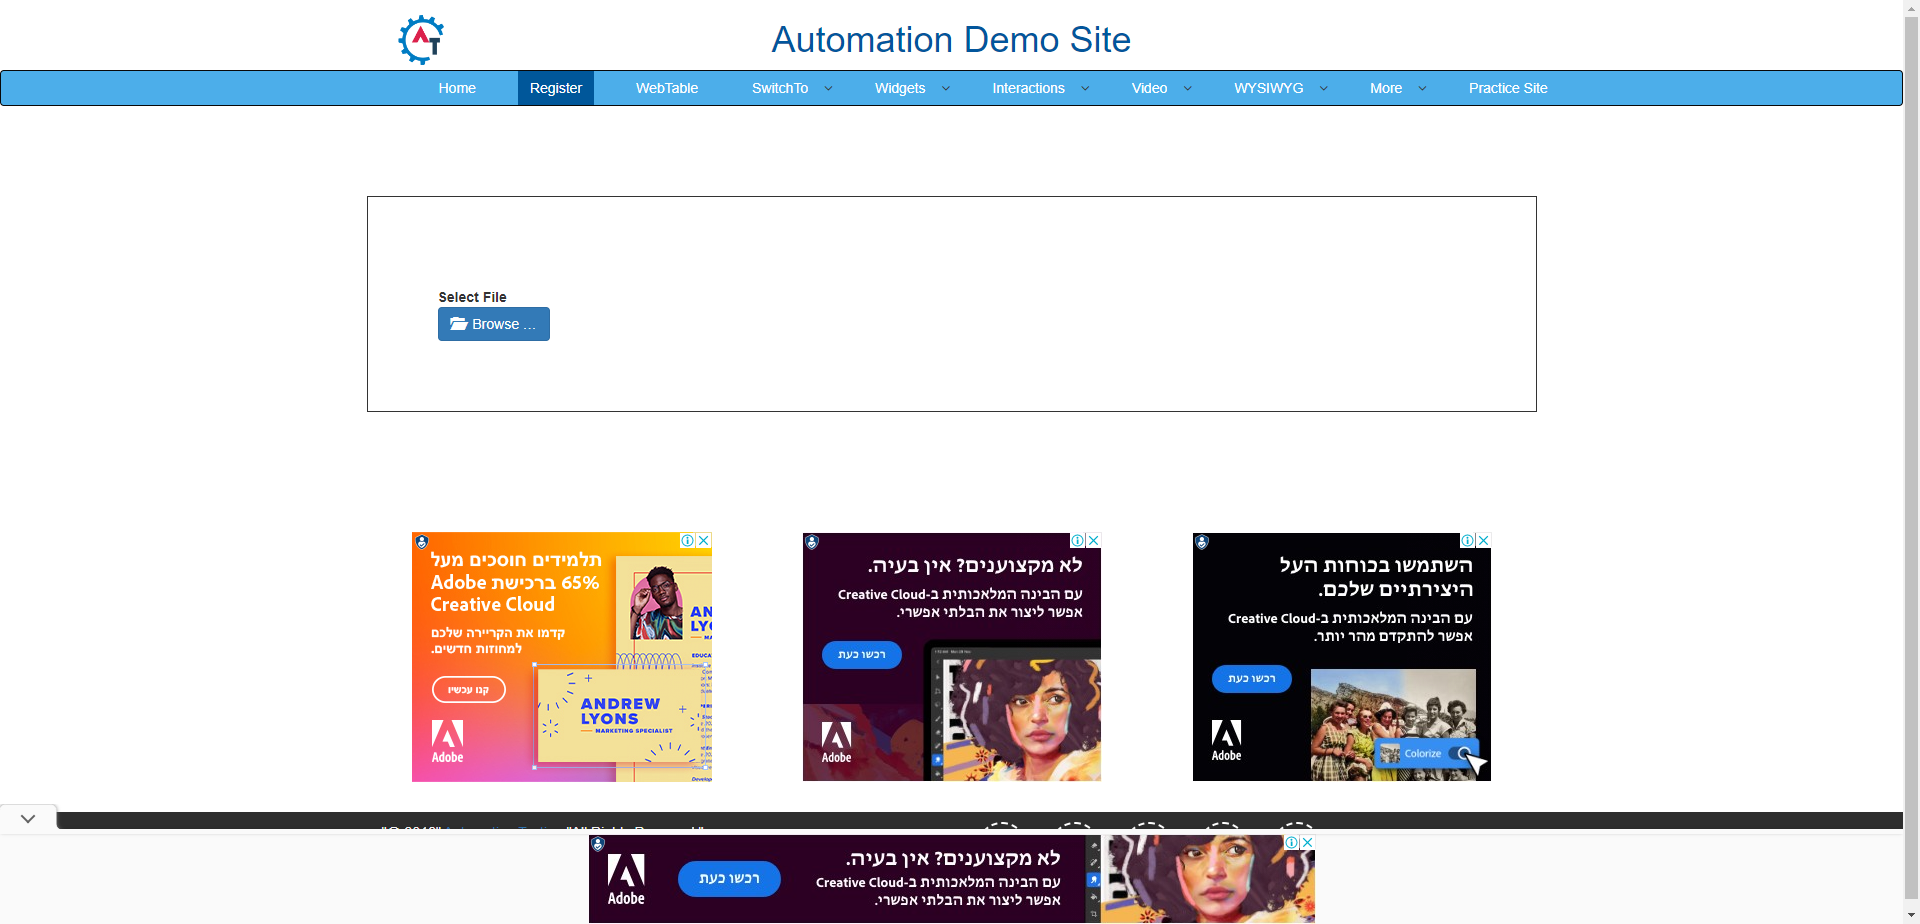 AT
Automation Demo Site
Home
Register
WebTable
SwitchTo
Widgets
Interactions
Video
WYSIWYG
More
Practice Site
Select File
Browse ...
תלמידים חוסכים מעל
65% ברכישת Adobe
Creative Cloud
קדמו את הקריירה שלכם
למחוזות חדשים.
קנו עכשיו
Adobe
ANDREW
LYONS
MARKETING SPECIALIST
לא מקצוענים? אין בעיה.
עם הבינה המלאכותית ב-Creative Cloud
אפשר ליצור את הבלתי אפשרי.
רכשו כעת
Adobe
השתמשו בכוחות העל
היצירתיים שלכם.
עם הבינה המלאכותית ב-Creative Cloud
אפשר להתקדם מהר יותר.
רכשו כעת
Adobe
Colorize
לא מקצוענים? אין בעיה.
עם הבינה המלאכותית ב-Creative Cloud
אפשר ליצור את הבלתי אפשרי.
רכשו כעת
Adobe